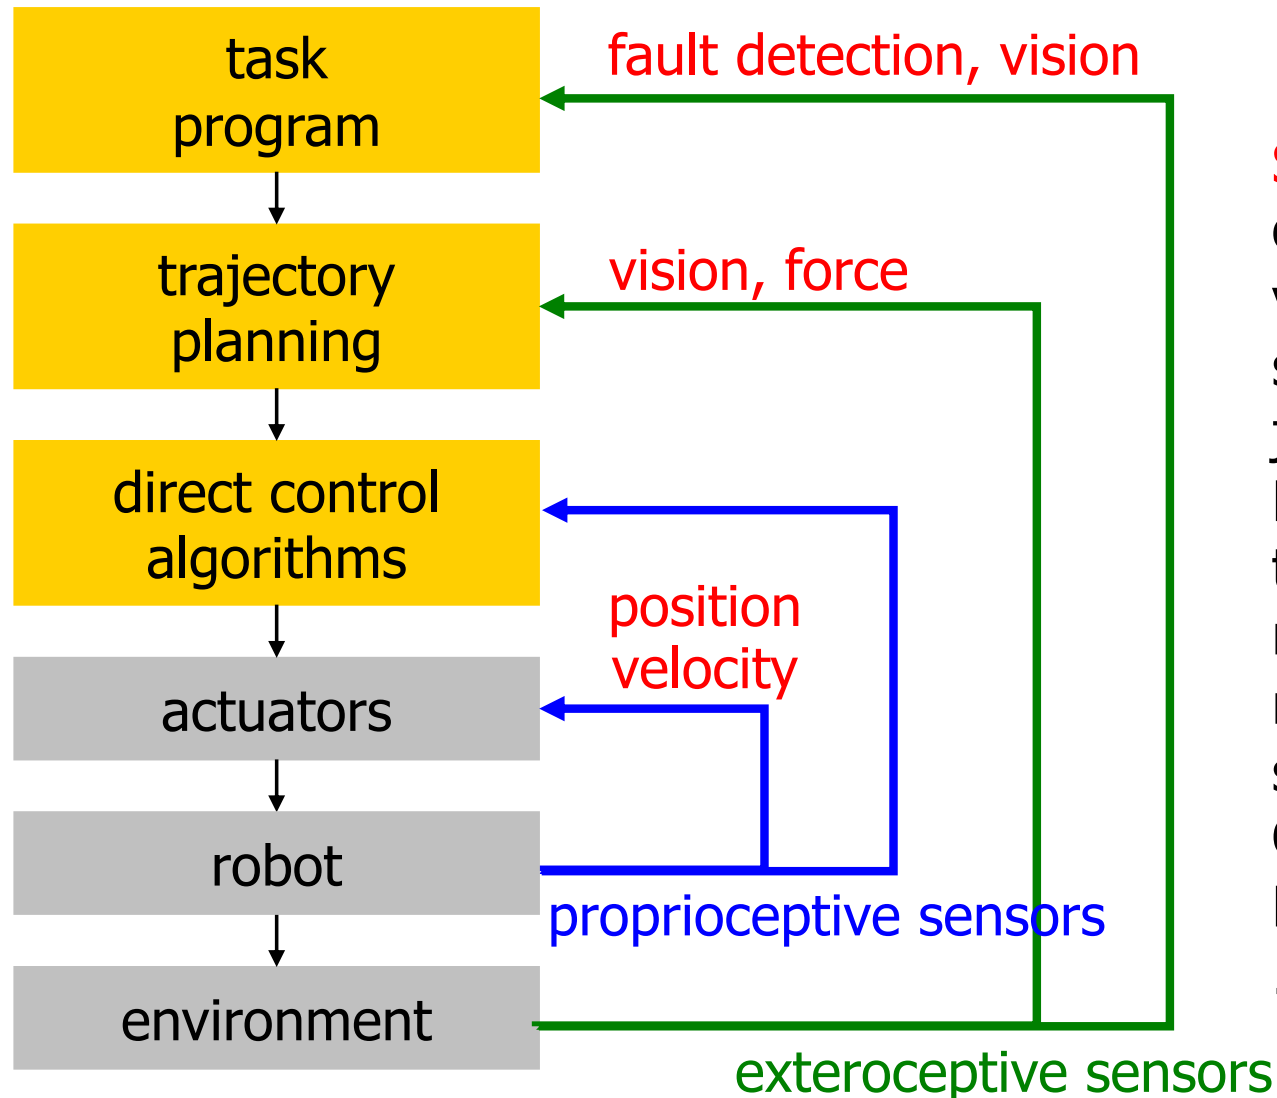 task
program
fault detection, vision
trajectory
planning
vision, force
direct control
algorithms
position
velocity
actuators
robot
proprioceptive sensors
environment
exteroceptive sensors